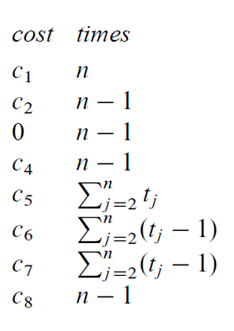 cost times
c₁ n
c₂ n − 1
0 n − 1
c₄ n − 1
c₅ ∑ⁿⱼ₌₂ tⱼ
c₆ ∑ⁿⱼ₌₂ (tⱼ − 1)
c₇ ∑ⁿⱼ₌₂ (tⱼ − 1)
c₈ n − 1